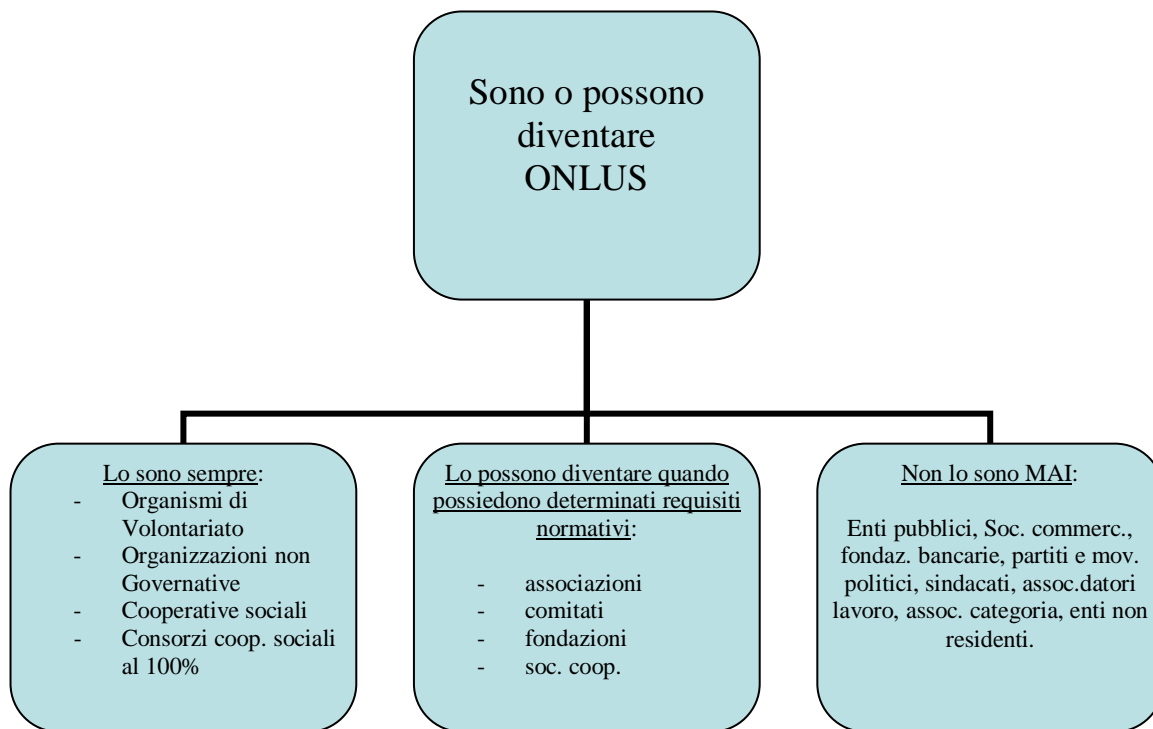 Sono o possono
diventare
ONLUS
Lo sono sempre:
- Organismi di
Volontariato
- Organizzazioni non
Governative
- Cooperative sociali
- Consorzi coop. sociali
al 100%
Lo possono diventare quando
possiedono determinati requisiti
normativi:
- associazioni
- comitati
- fondazioni
- soc. coop.
Non lo sono MAI:
Enti pubblici, Soc. commerc.,
fondaz. bancarie, partiti e mov.
politici, sindacati, assoc.datori
lavoro, assoc. categoria, enti non
residenti.